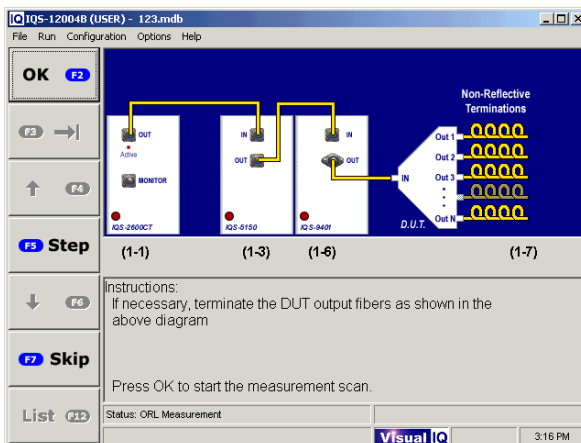 IQS-12004B (USER) - 123.mdb
File Run Configuration Options Help
OK F2
F3
F4
F5 Step
F6
F7 Skip
List F12
OUT
Active
MONITOR
IQS-2600CT
IN
OUT
IQS-5150
IN
OUT
IQS-9401
Non-Reflective
Terminations
Out 1
Out 2
IN
Out 3
Out N
D.U.T.
(1-1) (1-3) (1-6) (1-7)
Instructions:
If necessary, terminate the DUT output fibers as shown in the
above diagram
Press OK to start the measurement scan.
Status: ORL Measurement
Visual IQ
3:16 PM